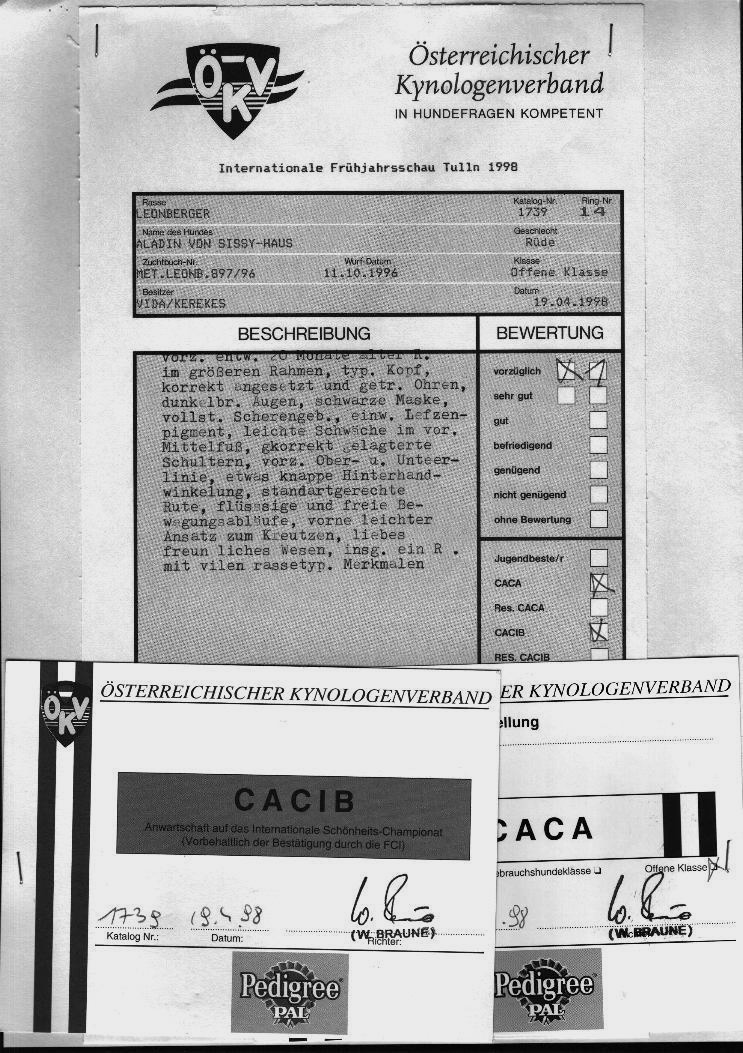 ÖKV
Österreichischer
Kynologenverband
IN HUNDEFRAGEN KOMPETENT
Internationale Frühjahrsschau Tulln 1998
Rasse Katalog-Nr. Ring-Nr.
LEONBERGER 1739 14
Name des Hundes Geschlecht
ALADIN VON SISSY-HAUS Rüde
Zuchtbuch-Nr. Wurf-Datum Klasse
MET.LEONB.897/96 11.10.1996 Offene Klasse
Besitzer Datum
VIDA/KEREKES 19.04.1998
BESCHREIBUNG
vorz. entw. 20 Monate alter R.
im größeren Rahmen, typ. Kopf,
korrekt angesetzt und getr. Ohren,
dunkelbr. Augen, schwarze Maske,
vollst. Scherengeb., einw. Lefzen-
pigment, leichte Schwäche im vor.
Mittelfuß, gkorrekt gelagterte
Schultern, vorz. Ober- u. Unteer-
linie, etwas knappe Hinterhand-
winkelung, standartgerechte
Rute, flüsssige und freie Be-
wegungsabläufe, vorne leichter
Ansatz zum Kreutzen, liebes
freun liches Wesen, insg. ein R .
mit vilen rassetyp. Merkmalen
BEWERTUNG
vorzüglich 1
sehr gut
gut
befriedigend
genügend
nicht genügend
ohne Bewertung
Jugendbeste/r
CACA
Res. CACA
CACIB
RES. CACIB
ÖKV
ÖSTERREICHISCHER KYNOLOGENVERBAND
CACIB
Anwartschaft auf das Internationale Schönheits-Championat
(Vorbehaltlich der Bestätigung durch die FCI)
1739 19.4.98
(W. BRAUNE)
Katalog Nr.: Datum: Richter:
Pedigree
PAL
ER KYNOLOGENVERBAND
ellung
CACA
ebrauchshundeklasse Offene Klasse
.98
(W. BRAUNE)
Pedigree
PAL